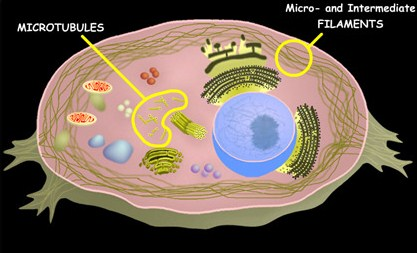 MICROTUBULES
Micro- and Intermediate
FILAMENTS